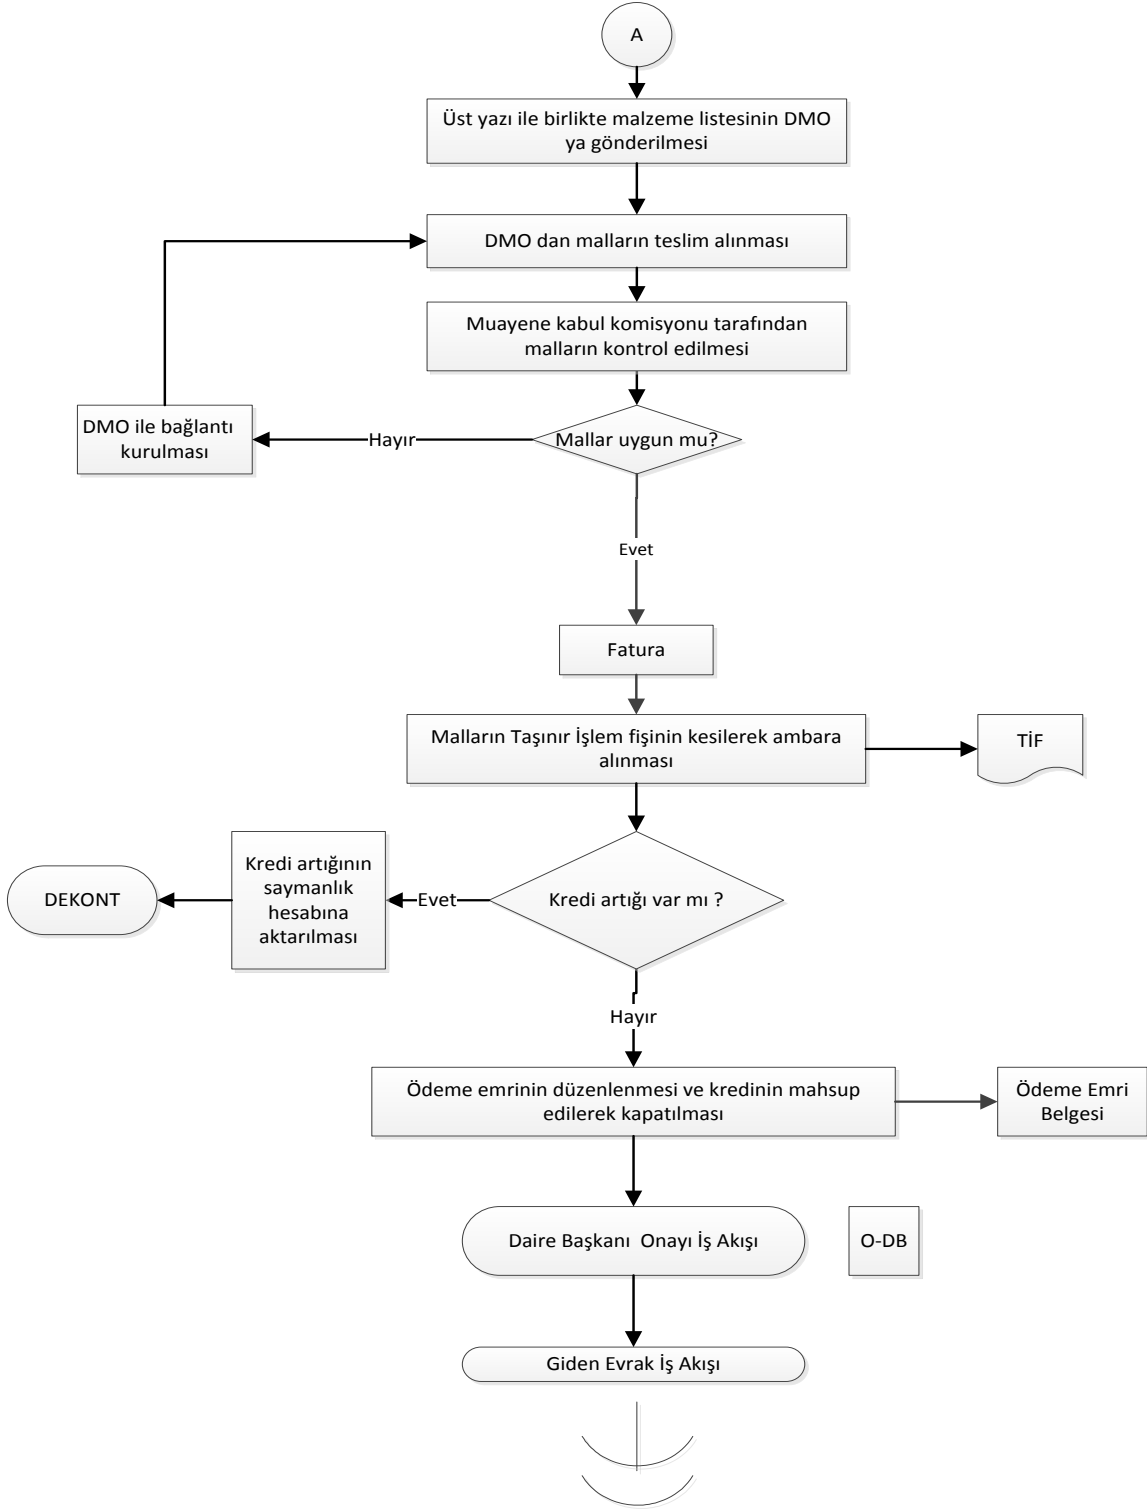 A
Üst yazı ile birlikte malzeme listesinin DMO
ya gönderilmesi
DMO dan malların teslim alınması
Muayene kabul komisyonu tarafından
malların kontrol edilmesi
DMO ile bağlantı
kurulması
Hayır
Mallar uygun mu?
Evet
Fatura
Malların Taşınır İşlem fişinin kesilerek ambara
alınması
TİF
DEKONT
Kredi artığının
saymanlık
hesabına
aktarılması
Evet
Kredi artığı var mı ?
Hayır
Ödeme emrinin düzenlenmesi ve kredinin mahsup
edilerek kapatılması
Ödeme Emri
Belgesi
Daire Başkanı  Onayı İş Akışı
O-DB
Giden Evrak İş Akışı